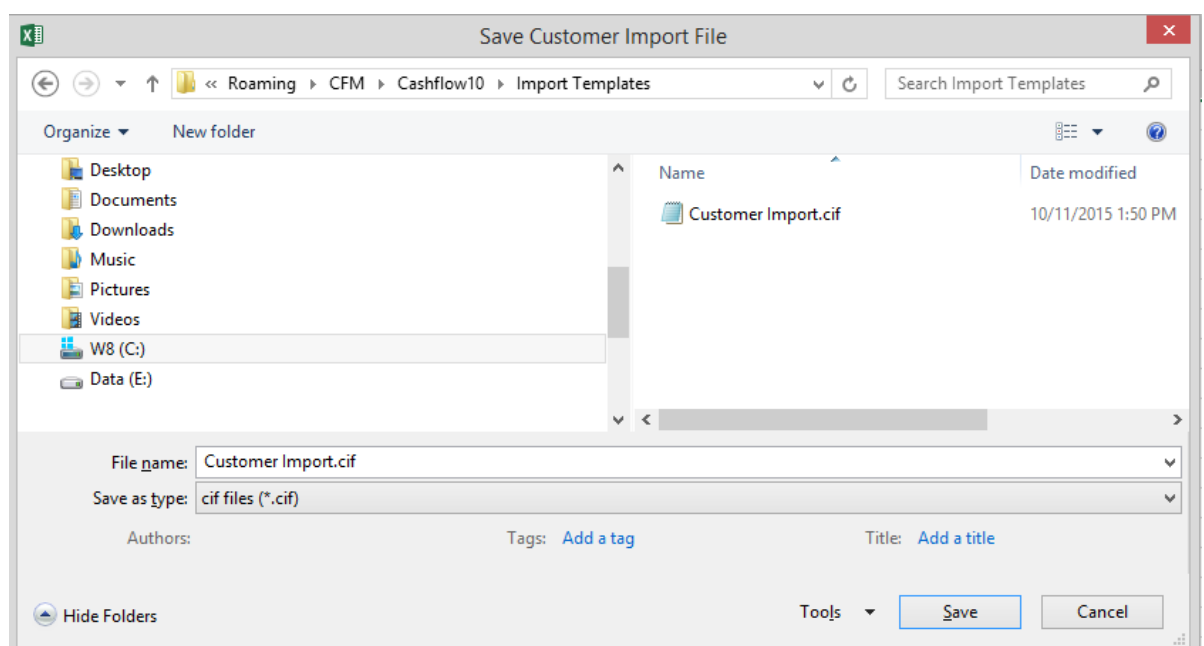 Save Customer Import File
« Roaming CFM Cashflow10 Import Templates Search Import Templates
Organize New folder
Desktop
Documents
Downloads
Music
Pictures
Videos
W8 (C:)
Data (E:)
Name Date modified
Customer Import.cif 10/11/2015 1:50 PM
File name: Customer Import.cif
Save as type: cif files (*.cif)
Authors: Tags: Add a tag Title: Add a title
Hide Folders Tools Save Cancel